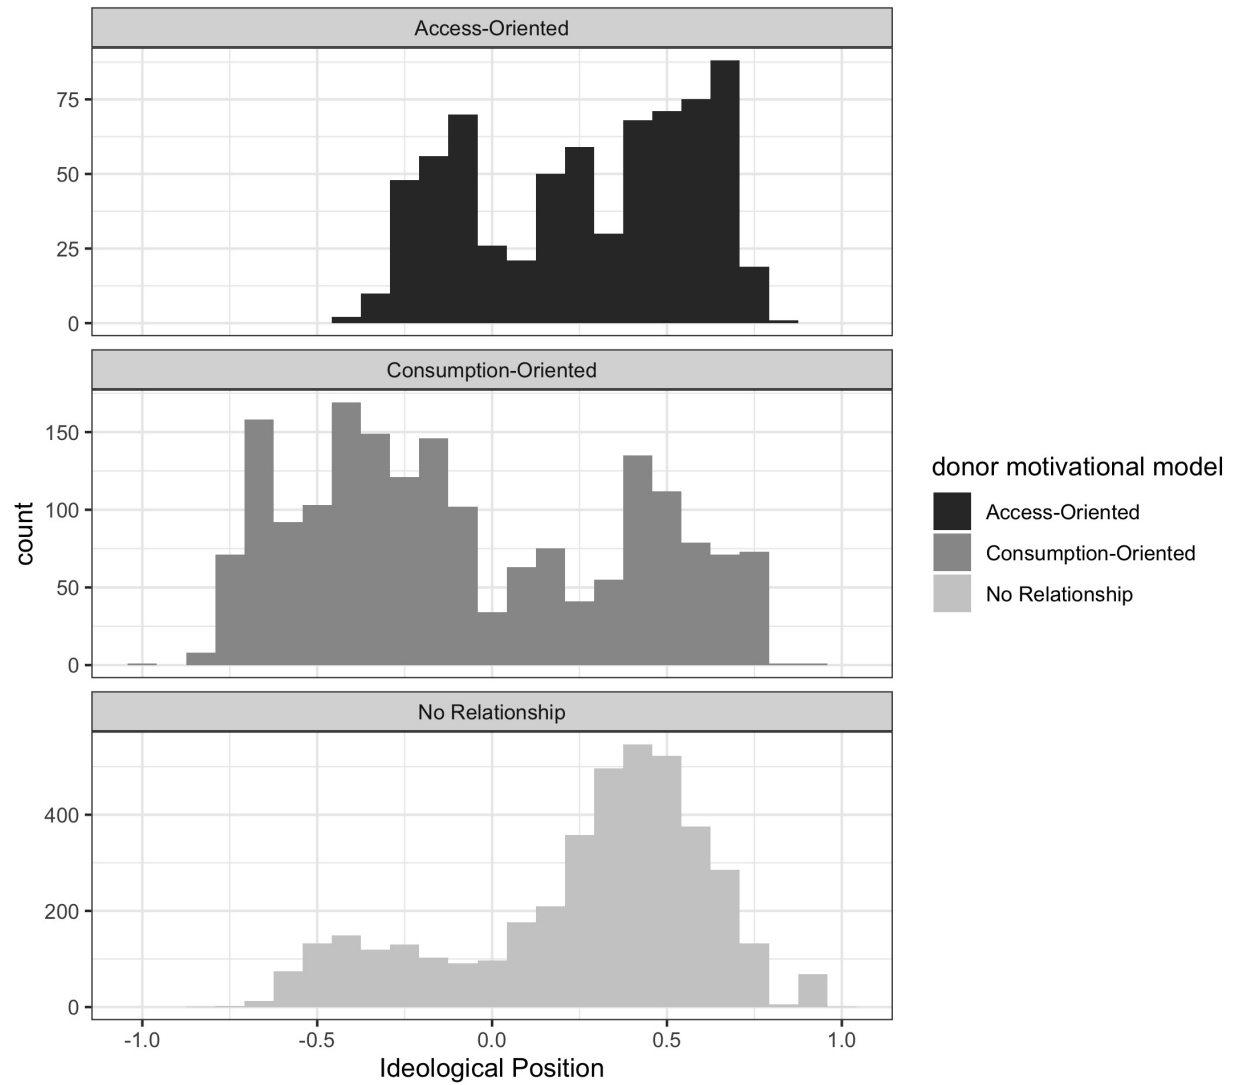 Access-Oriented
75
50
25
0
Consumption-Oriented
150
100
50
0
No Relationship
400
200
0
-1.0 -0.5 0.0 0.5 1.0
Ideological Position
count
donor motivational model
Access-Oriented
Consumption-Oriented
No Relationship